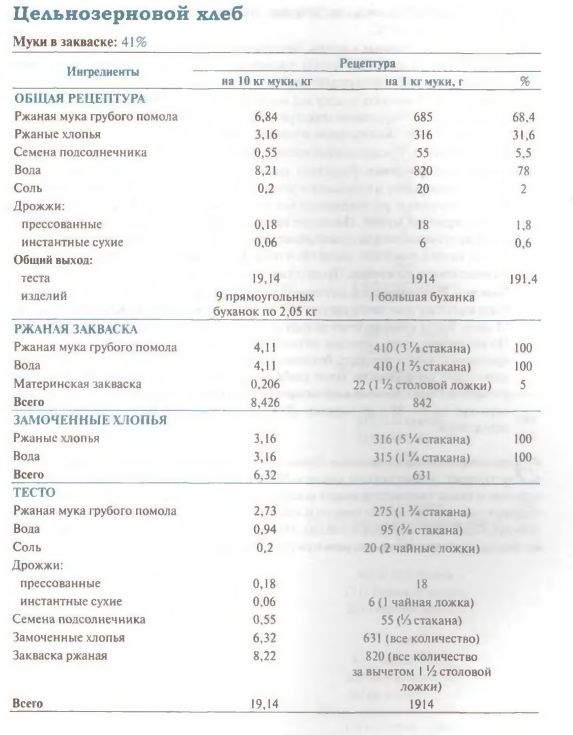 Цельнозерновой хлеб
Муки в закваске: 41%
Ингредиенты Рецептура
на 10 кг муки, кг на 1 кг муки, г %
ОБЩАЯ РЕЦЕПТУРА
Ржаная мука грубого помола 6,84 685 68,4
Ржаные хлопья 3,16 316 31,6
Семена подсолнечника 0,55 55 5,5
Вода 8,21 820 78
Соль 0,2 20 2
Дрожжи:
прессованные 0,18 18 1,8
инстантные сухие 0,06 6 0,6
Общий выход:
теста 19,14 1914 191,4
изделий 9 прямоугольных 1 большая буханка
буханок по 2,05 кг
РЖАНАЯ ЗАКВАСКА
Ржаная мука грубого помола 4,11 410 (3 ⅛ стакана) 100
Вода 4,11 410 (1 ⅔ стакана) 100
Материнская закваска 0,206 22 (1 ½ столовой ложки) 5
Всего 8,426 842
ЗАМОЧЕННЫЕ ХЛОПЬЯ
Ржаные хлопья 3,16 316 (5 ¼ стакана) 100
Вода 3,16 315 (1 ¼ стакана) 100
Всего 6,32 631
ТЕСТО
Ржаная мука грубого помола 2,73 275 (1 ¾ стакана)
Вода 0,94 95 (⅜ стакана)
Соль 0,2 20 (2 чайные ложки)
Дрожжи:
прессованные 0,18 18
инстантные сухие 0,06 6 (1 чайная ложка)
Семена подсолнечника 0,55 55 (⅓ стакана)
Замоченные хлопья 6,32 631 (все количество)
Закваска ржаная 8,22 820 (все количество
за вычетом 1 ½ столовой
ложки)
Всего 19,14 1914